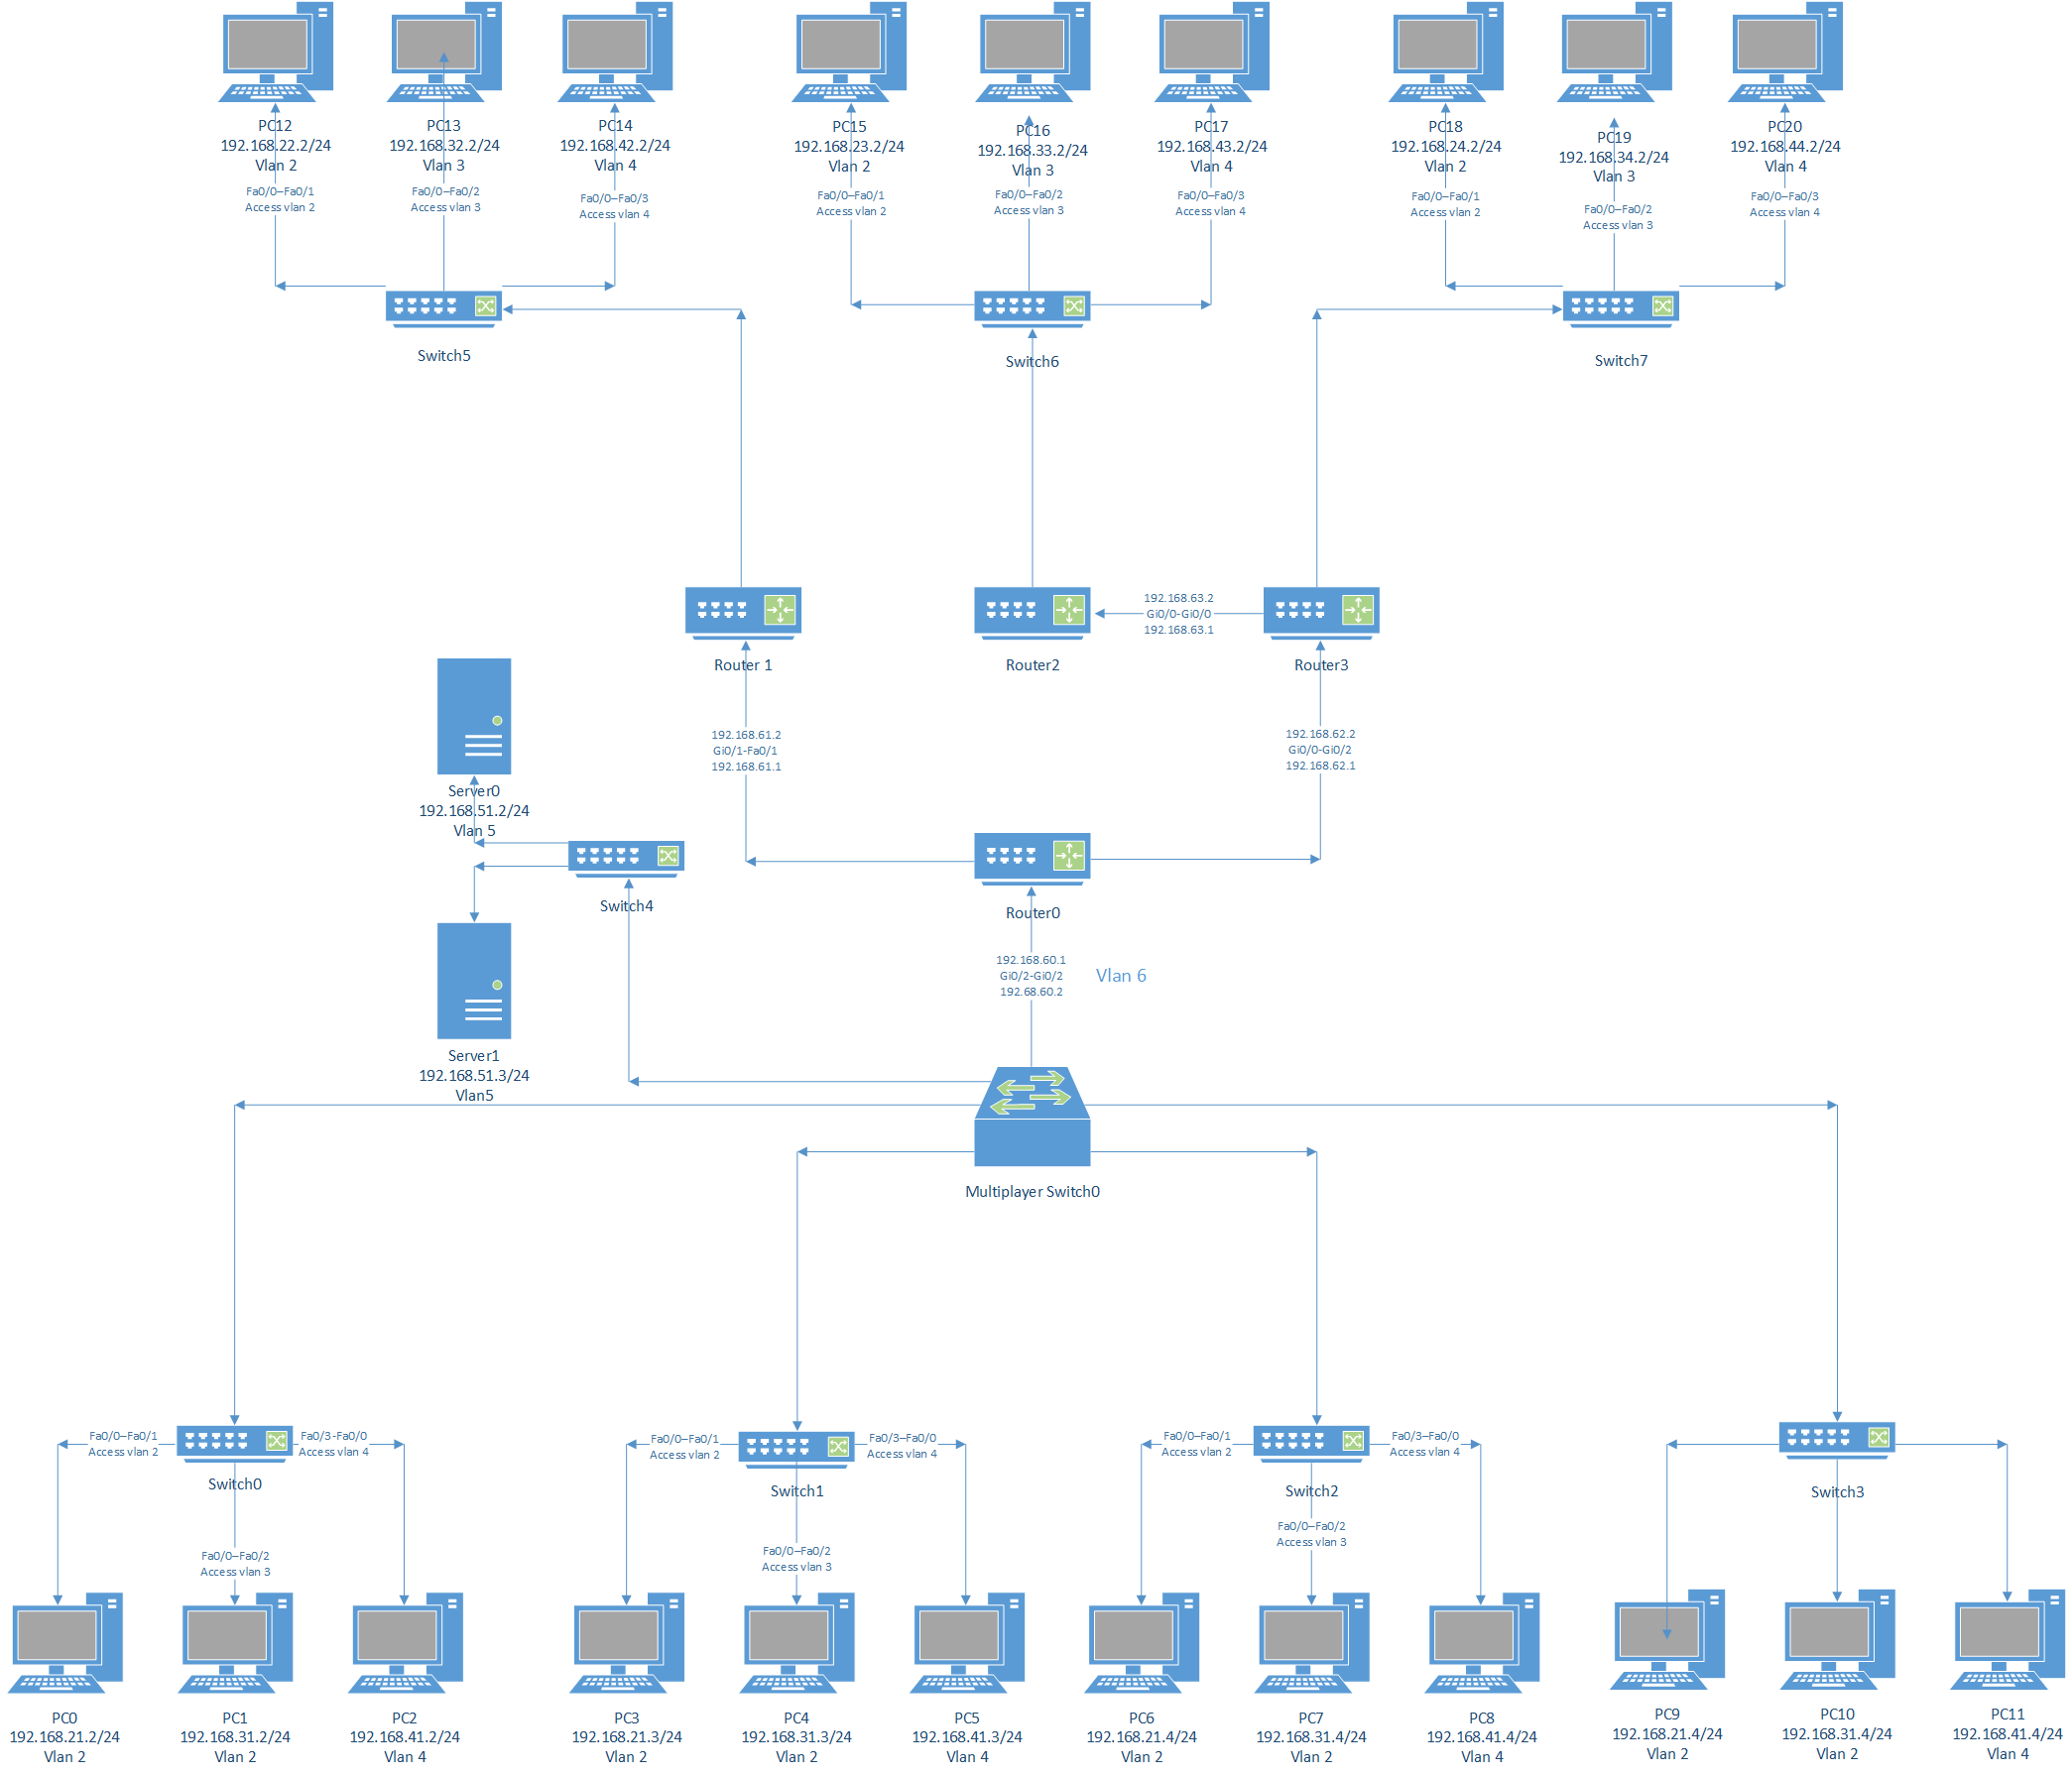 PC12
192.168.22.2/24
Vlan 2
PC13
192.168.32.2/24
Vlan 3
PC14
192.168.42.2/24
Vlan 4
PC15
192.168.23.2/24
Vlan 2
PC16
192.168.33.2/24
Vlan 3
PC17
192.168.43.2/24
Vlan 4
PC18
192.168.24.2/24
Vlan 2
PC19
192.168.34.2/24
Vlan 3
PC20
192.168.44.2/24
Vlan 4
Fa0/0–Fa0/1
Access vlan 2
Fa0/0–Fa0/2
Access vlan 3
Fa0/0–Fa0/3
Access vlan 4
Fa0/0–Fa0/1
Access vlan 2
Fa0/0–Fa0/2
Access vlan 3
Fa0/0–Fa0/3
Access vlan 4
Fa0/0–Fa0/1
Access vlan 2
Fa0/0–Fa0/2
Access vlan 3
Fa0/0–Fa0/3
Access vlan 4
Switch5
Switch6
Switch7
192.168.63.2
Gi0/0-Gi0/0
192.168.63.1
Router 1
Router2
Router3
192.168.61.2
Gi0/1-Fa0/1
192.168.61.1
192.168.62.2
Gi0/0-Gi0/2
192.168.62.1
Server0
192.168.51.2/24
Vlan 5
Switch4
Router0
192.168.60.1
Gi0/2-Gi0/2
192.68.60.2
Vlan 6
Server1
192.168.51.3/24
Vlan5
Multiplayer Switch0
Fa0/0–Fa0/1
Access vlan 2
Fa0/3-Fa0/0
Access vlan 4
Switch0
Fa0/0–Fa0/2
Access vlan 3
Fa0/0–Fa0/1
Access vlan 2
Fa0/3–Fa0/0
Access vlan 4
Switch1
Fa0/0–Fa0/2
Access vlan 3
Fa0/0–Fa0/1
Access vlan 2
Fa0/3–Fa0/0
Access vlan 4
Switch2
Fa0/0–Fa0/2
Access vlan 3
Switch3
PC0
192.168.21.2/24
Vlan 2
PC1
192.168.31.2/24
Vlan 2
PC2
192.168.41.2/24
Vlan 4
PC3
192.168.21.3/24
Vlan 2
PC4
192.168.31.3/24
Vlan 2
PC5
192.168.41.3/24
Vlan 4
PC6
192.168.21.4/24
Vlan 2
PC7
192.168.31.4/24
Vlan 2
PC8
192.168.41.4/24
Vlan 4
PC9
192.168.21.4/24
Vlan 2
PC10
192.168.31.4/24
Vlan 2
PC11
192.168.41.4/24
Vlan 4